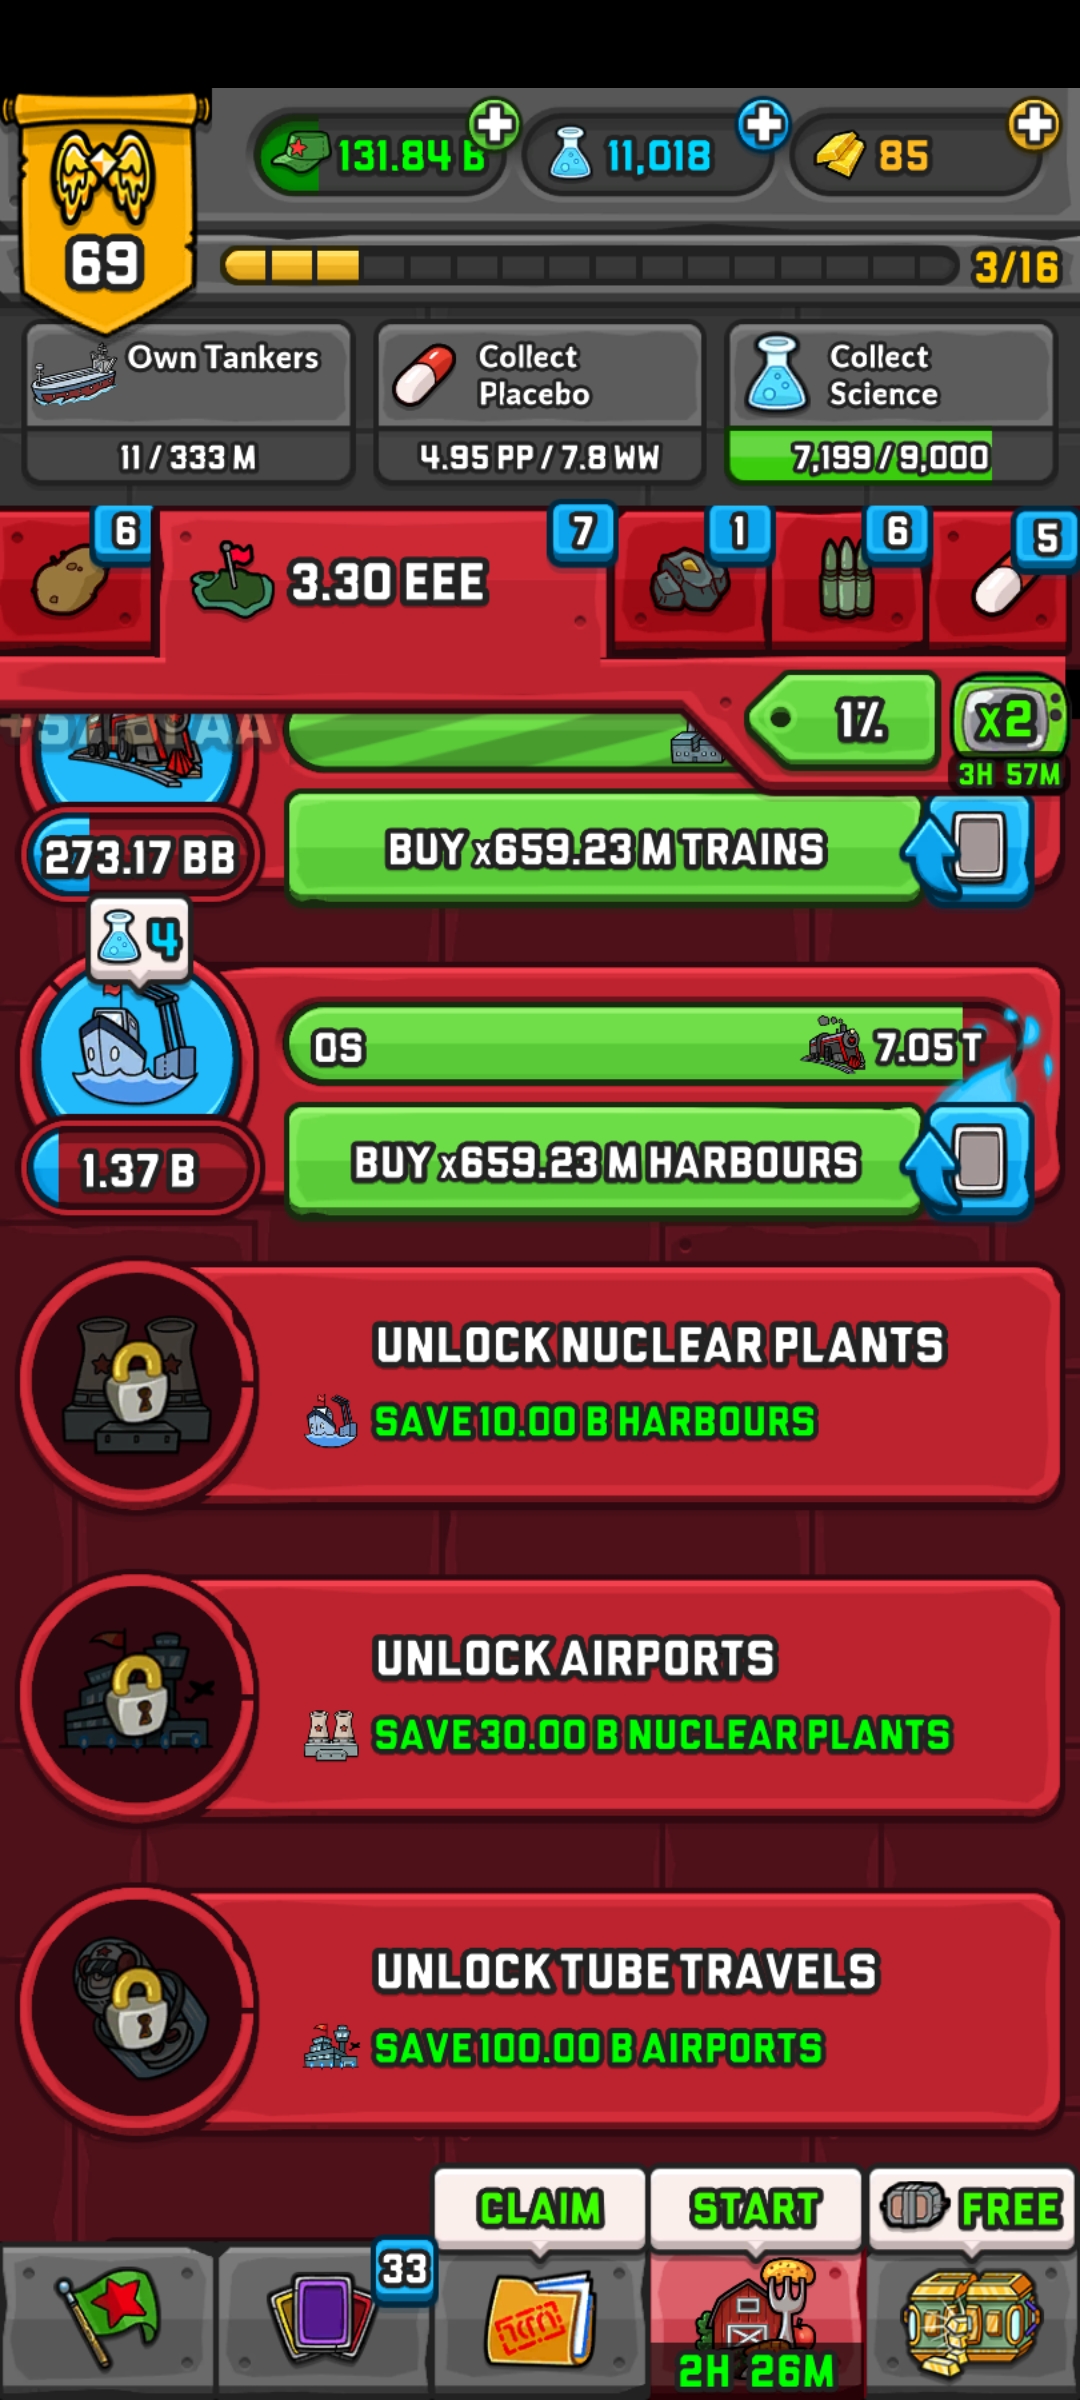 131.84 B
11,018
85
69
3/16
Own Tankers
11 / 333 M
Collect
Placebo
4.95 PP / 7.8 WW
Collect
Science
7,199 / 9,000
6
3.30 EEE
7
1
6
5
1%
x2
3H 57M
273.17 BB
BUY x659.23 M TRAINS
4
0S
7.05 T
1.37 B
BUY x659.23 M HARBOURS
UNLOCK NUCLEAR PLANTS
SAVE 10.00 B HARBOURS
UNLOCK AIRPORTS
SAVE 30.00 B NUCLEAR PLANTS
UNLOCK TUBE TRAVELS
SAVE 100.00 B AIRPORTS
CLAIM
START
FREE
33
2H 26M